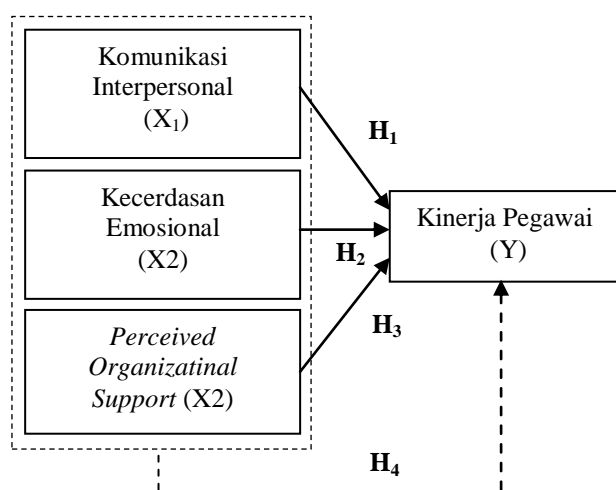 Komunikasi
Interpersonal
(X₁)
H₁
Kecerdasan
Emosional
(X2)
H₂
Kinerja Pegawai
(Y)
Perceived
Organizatinal
Support (X2)
H₃
H₄